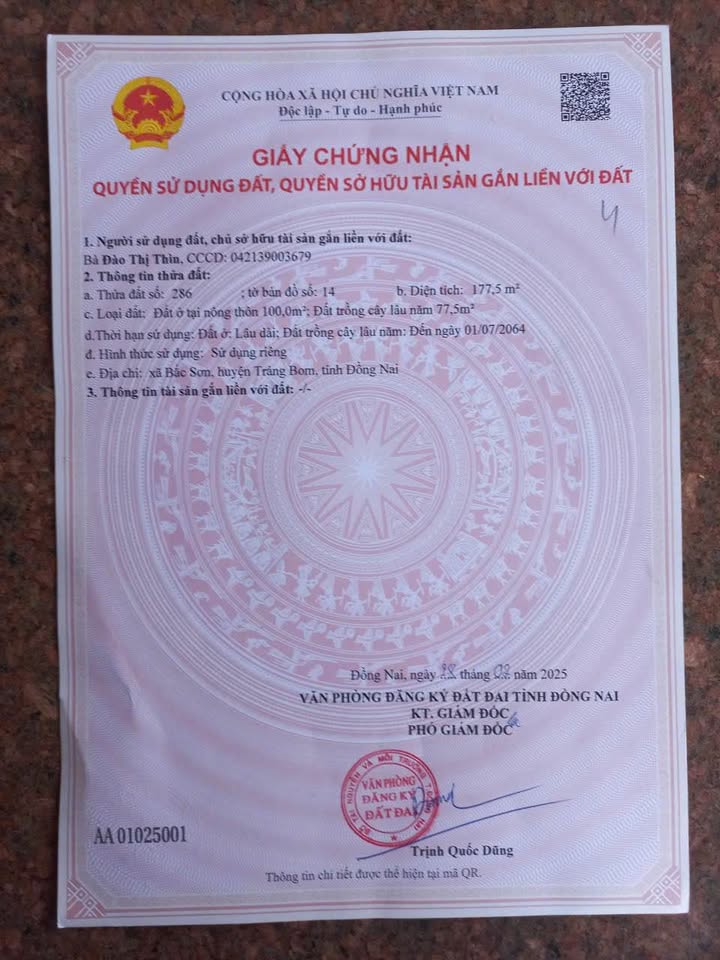 CỘNG HÒA XÃ HỘI CHỦ NGHĨA VIỆT NAM
Độc lập - Tự do - Hạnh phúc
GIẤY CHỨNG NHẬN
QUYỀN SỬ DỤNG ĐẤT, QUYỀN SỞ HỮU TÀI SẢN GẮN LIỀN VỚI ĐẤT
4
1. Người sử dụng đất, chủ sở hữu tài sản gắn liền với đất:
Bà Đào Thị Thìn, CCCD: 042139003679
2. Thông tin thửa đất:
a. Thửa đất số: 286 ; tờ bản đồ số: 14 b. Diện tích: 177,5 m²
c. Loại đất: Đất ở tại nông thôn 100,0m²; Đất trồng cây lâu năm 77,5m²
d.Thời hạn sử dụng: Đất ở: Lâu dài; Đất trồng cây lâu năm: Đến ngày 01/07/2064
đ. Hình thức sử dụng: Sử dụng riêng
e. Địa chỉ: xã Bắc Sơn, huyện Trảng Bom, tỉnh Đồng Nai
3. Thông tin tài sản gắn liền với đất: -/-
Đồng Nai, ngày tháng năm 2025
VĂN PHÒNG ĐĂNG KÝ ĐẤT ĐAI TỈNH ĐỒNG NAI
KT. GIÁM ĐỐC
PHÓ GIÁM ĐỐC
VĂN PHÒNG
ĐĂNG KÝ
ĐẤT ĐAI
AA 01025001
Trịnh Quốc Dũng
Thông tin chi tiết được thể hiện tại mã QR.